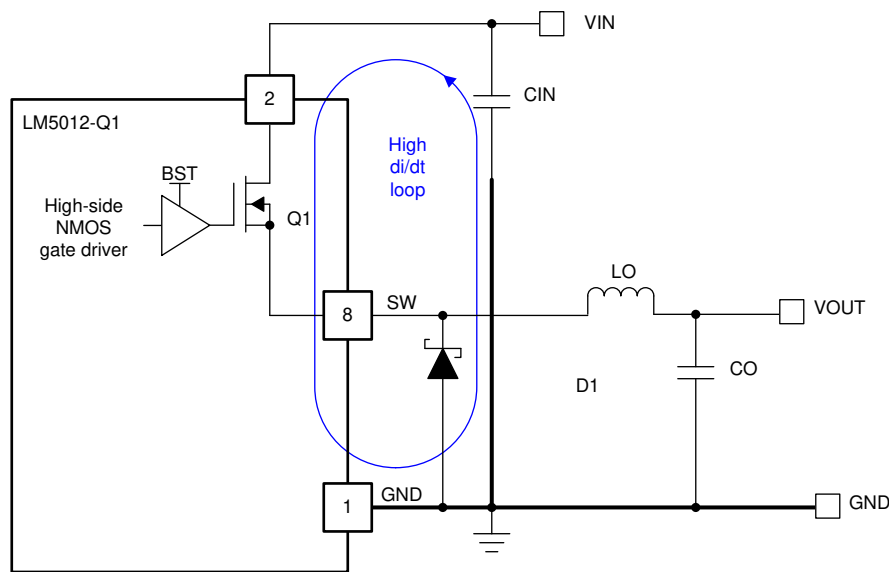 VIN
2
LM5012-Q1
CIN
High
di/dt
loop
BST
High-side
NMOS
gate driver
Q1
LO
8
SW
VOUT
D1
CO
1
GND
GND